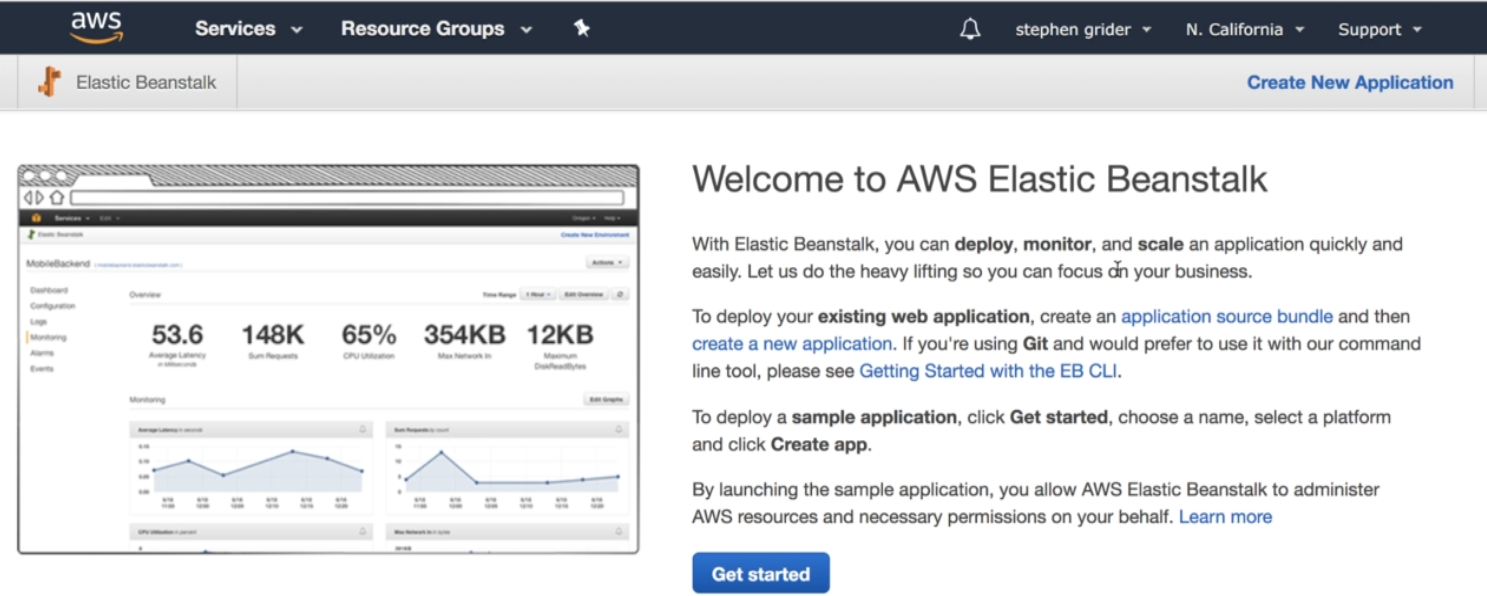 aws Services Resource Groups stephen grider N. California Support
Elastic Beanstalk Create New Application
Welcome to AWS Elastic Beanstalk
With Elastic Beanstalk, you can deploy, monitor, and scale an application quickly and
easily. Let us do the heavy lifting so you can focus on your business.
To deploy your existing web application, create an application source bundle and then
create a new application. If you're using Git and would prefer to use it with our command
line tool, please see Getting Started with the EB CLI.
To deploy a sample application, click Get started, choose a name, select a platform
and click Create app.
By launching the sample application, you allow AWS Elastic Beanstalk to administer
AWS resources and necessary permissions on your behalf. Learn more
Get started
Services Edit Oregon Help
Elastic Beanstalk Create New Environment
MobileBackend Actions
Dashboard
Configuration
Logs
Monitoring
Alarms
Events
Overview Time Range 1 Hour Edit Overview
53.6 148K 65% 354KB 12KB
Average Latency Sum Requests CPU Utilization Max Network In Maximum
in Milliseconds DiskReadBytes
Monitoring Edit Graphs
Average Latency in seconds Sum Requests by count
CPU Utilization in percent Max Network In in bytes